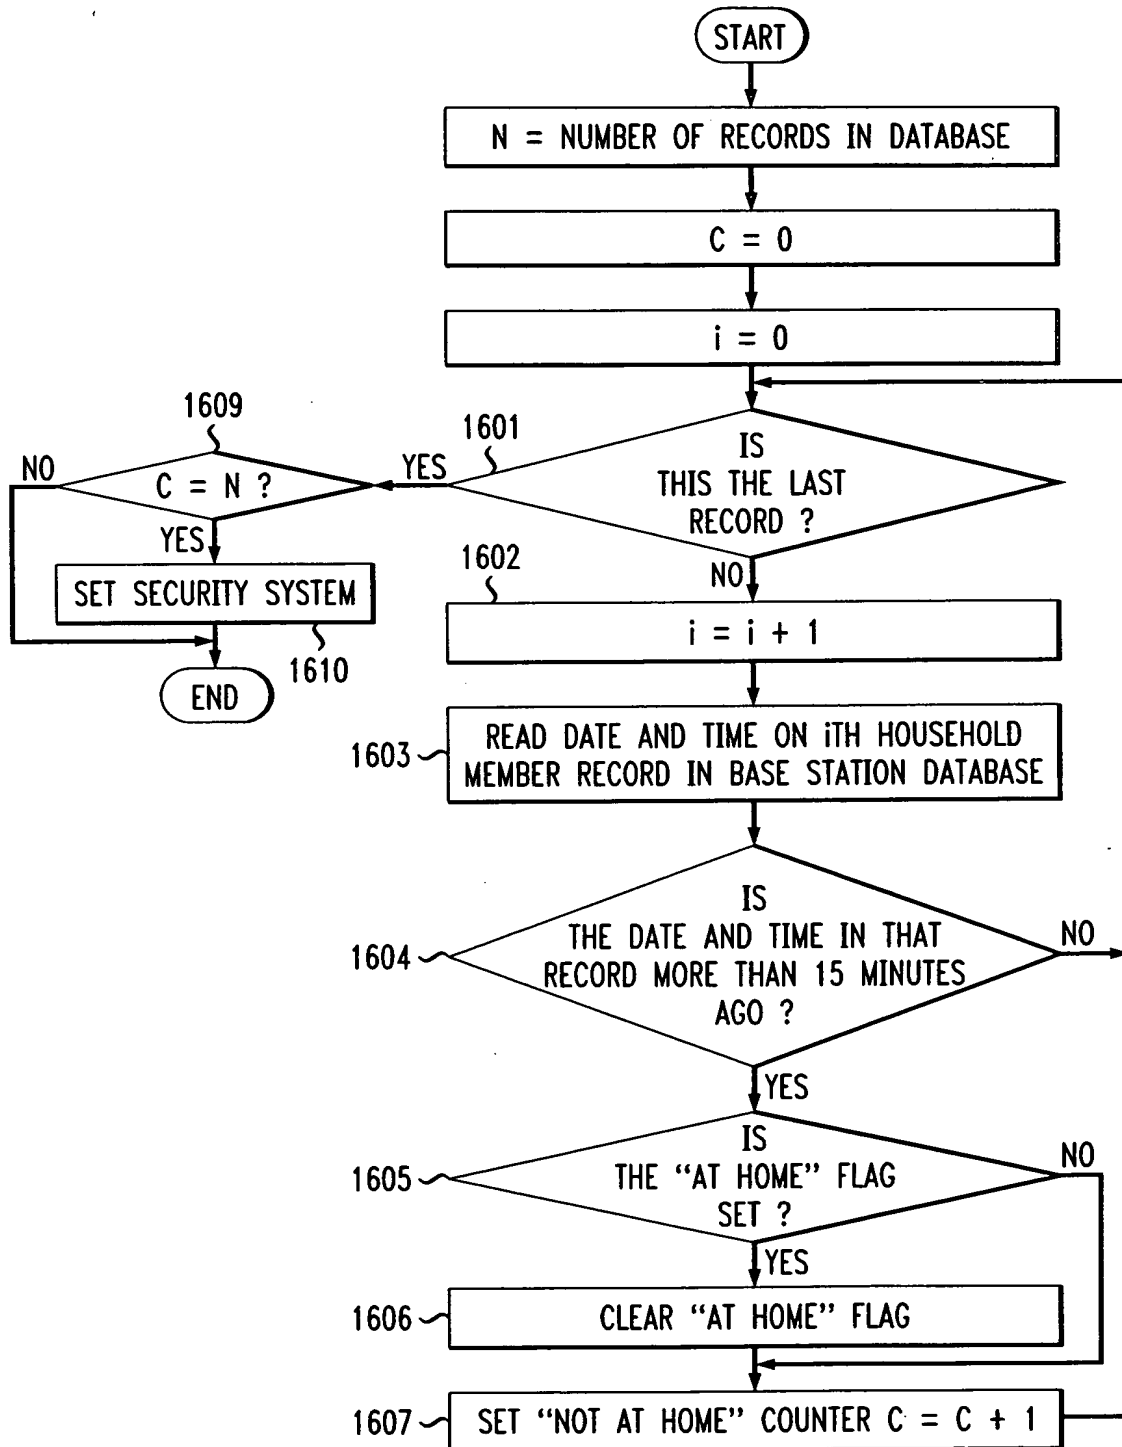 START
N = NUMBER OF RECORDS IN DATABASE
C = 0
i = 0
1609
1601
NO
C = N ?
YES
IS
THIS THE LAST
RECORD ?
YES
1602
NO
SET SECURITY SYSTEM
i = i + 1
1610
END
1603
READ DATE AND TIME ON iTH HOUSEHOLD
MEMBER RECORD IN BASE STATION DATABASE
1604
IS
THE DATE AND TIME IN THAT
RECORD MORE THAN 15 MINUTES
AGO ?
NO
YES
1605
IS
THE “AT HOME” FLAG
SET ?
NO
YES
1606
CLEAR “AT HOME” FLAG
1607
SET “NOT AT HOME” COUNTER C = C + 1